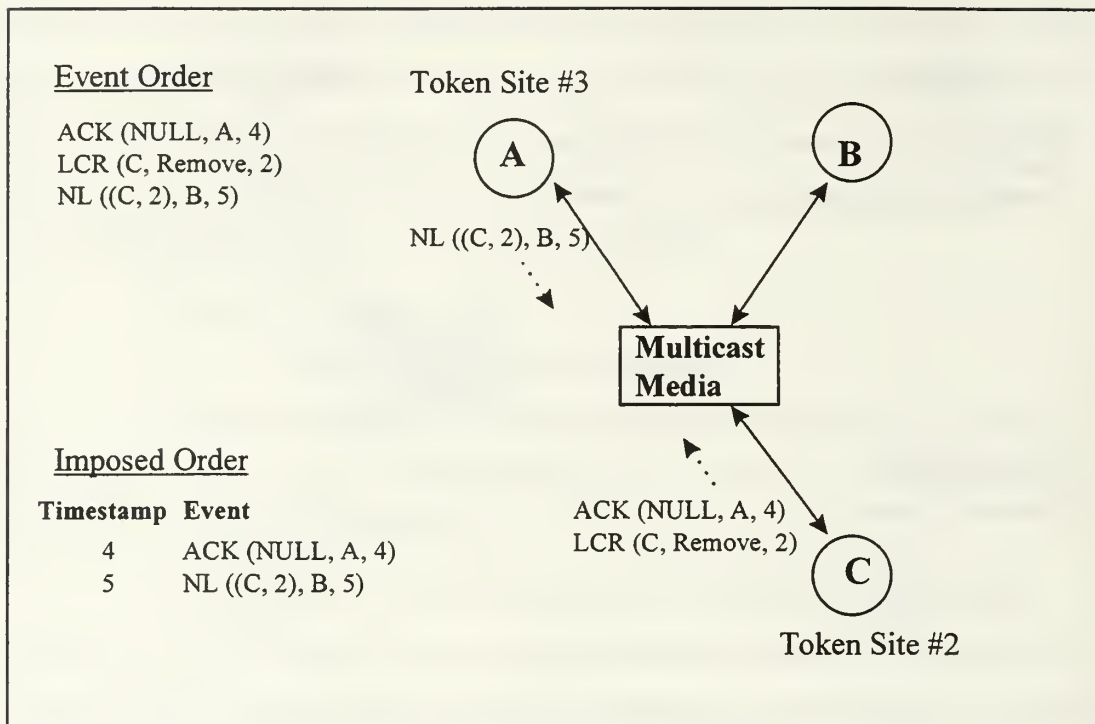 Event Order
ACK (NULL, A, 4)
LCR (C, Remove, 2)
NL ((C, 2), B, 5)
Token Site #3
A
B
NL ((C, 2), B, 5)
Multicast
Media
Imposed Order
Timestamp Event
4 ACK (NULL, A, 4)
5 NL ((C, 2), B, 5)
ACK (NULL, A, 4)
LCR (C, Remove, 2)
C
Token Site #2